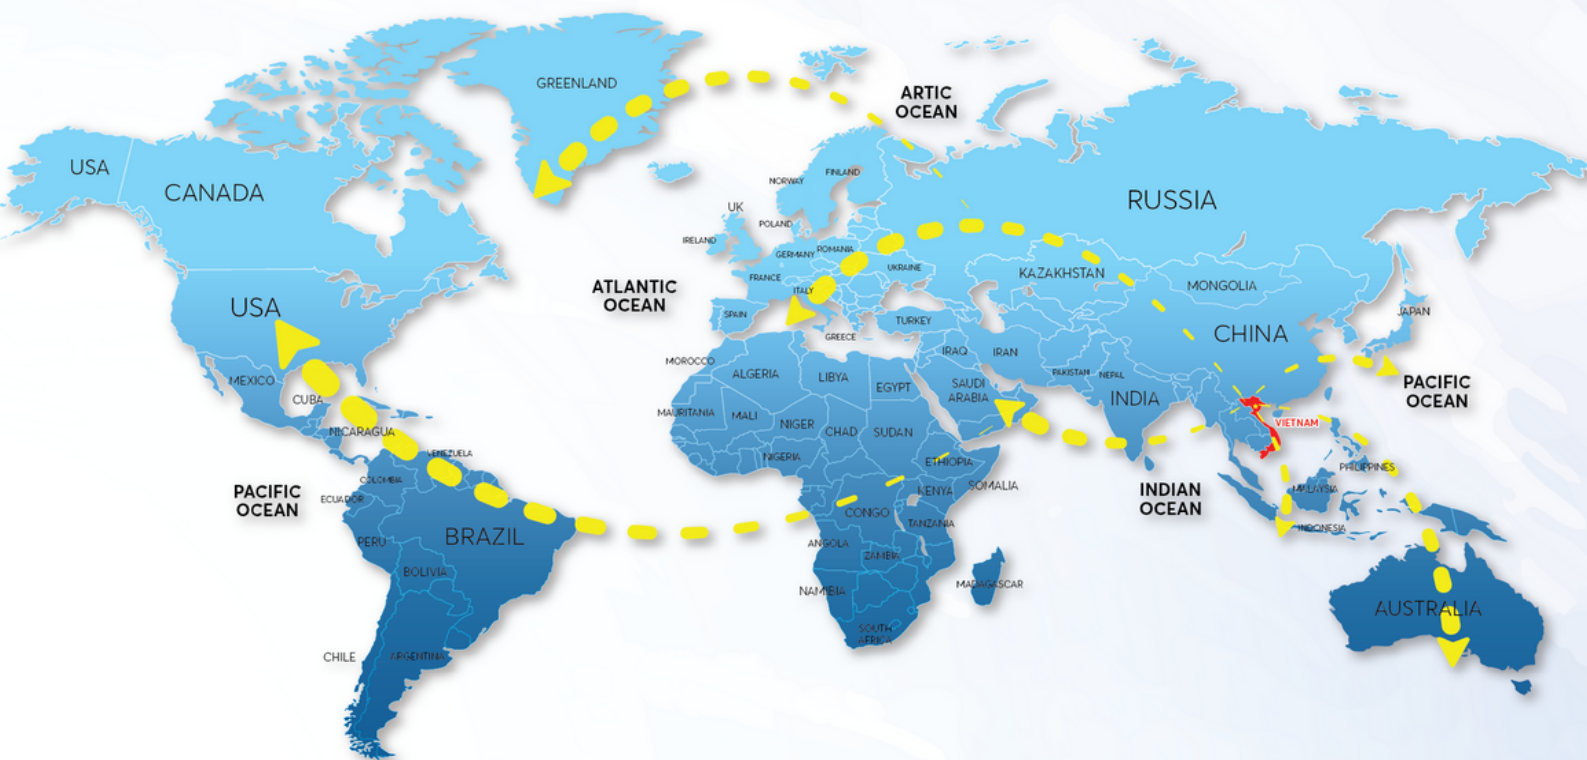 GREENLAND
ARTIC
OCEAN
USA
CANADA
RUSSIA
NORWAY
FINLAND
UK
POLAND
IRELAND
GERMANY
ROMANIA
UKRAINE
FRANCE
ITALY
KAZAKHSTAN
MONGOLIA
ATLANTIC
OCEAN
USA
SPAIN
TURKEY
GREECE
CHINA
JAPAN
MOROCCO
ALGERIA
LIBYA
EGYPT
IRAQ
IRAN
PAKISTAN
NEPAL
SAUDI
ARABIA
INDIA
PACIFIC
OCEAN
MEXICO
CUBA
NICARAGUA
MAURITANIA
MALI
NIGER
CHAD
SUDAN
VIETNAM
VENEZUELA
COLOMBIA
ECUADOR
NIGERIA
ETHIOPIA
SOMALIA
KENYA
PHILIPPINES
MALAYSIA
PACIFIC
OCEAN
INDIAN
OCEAN
CONGO
TANZANIA
INDONESIA
BRAZIL
PERU
ANGOLA
ZAMBIA
BOLIVIA
NAMIBIA
MADAGASCAR
AUSTRALIA
SOUTH
AFRICA
CHILE
ARGENTINA